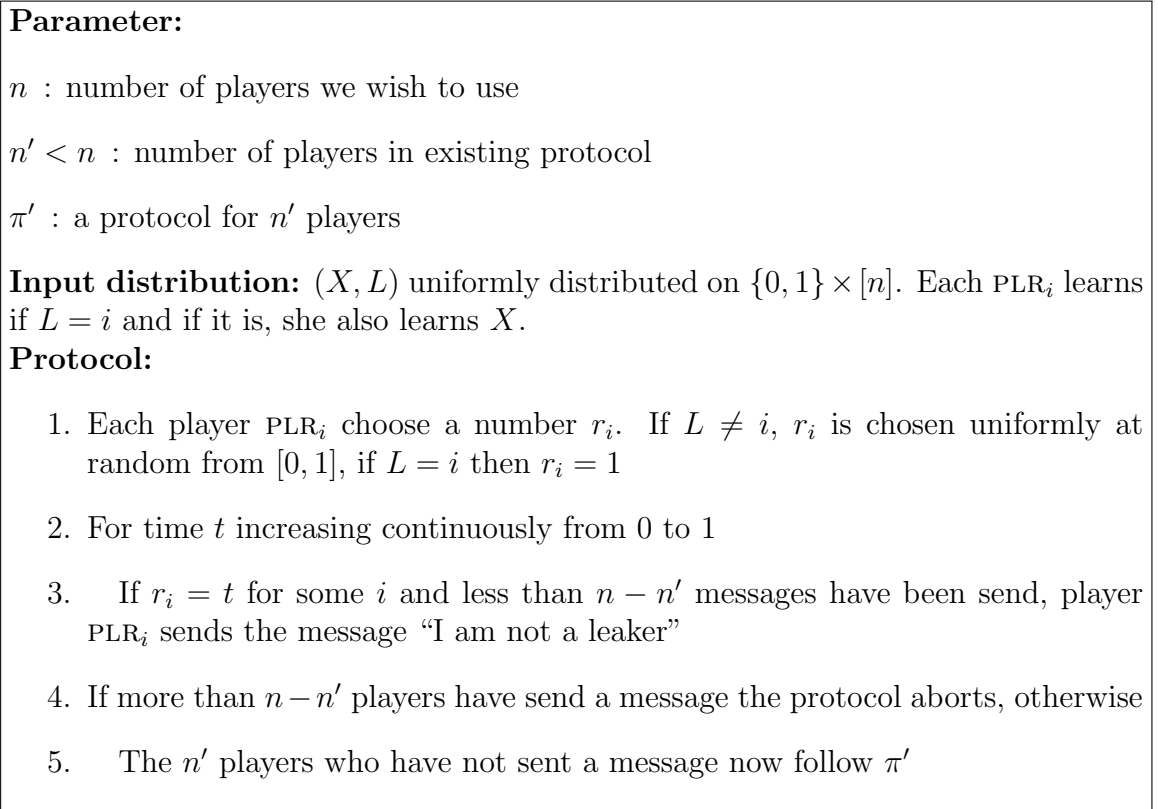 Parameter:
n : number of players we wish to use
n′ < n : number of players in existing protocol
π′ : a protocol for n′ players
Input distribution: (X, L) uniformly distributed on {0, 1} × [n]. Each PLRᵢ learns
if L = i and if it is, she also learns X.
Protocol:
1. Each player PLRᵢ choose a number rᵢ. If L ≠ i, rᵢ is chosen uniformly at
random from [0, 1], if L = i then rᵢ = 1
2. For time t increasing continuously from 0 to 1
3. If rᵢ = t for some i and less than n − n′ messages have been send, player
PLRᵢ sends the message “I am not a leaker”
4. If more than n − n′ players have send a message the protocol aborts, otherwise
5. The n′ players who have not sent a message now follow π′